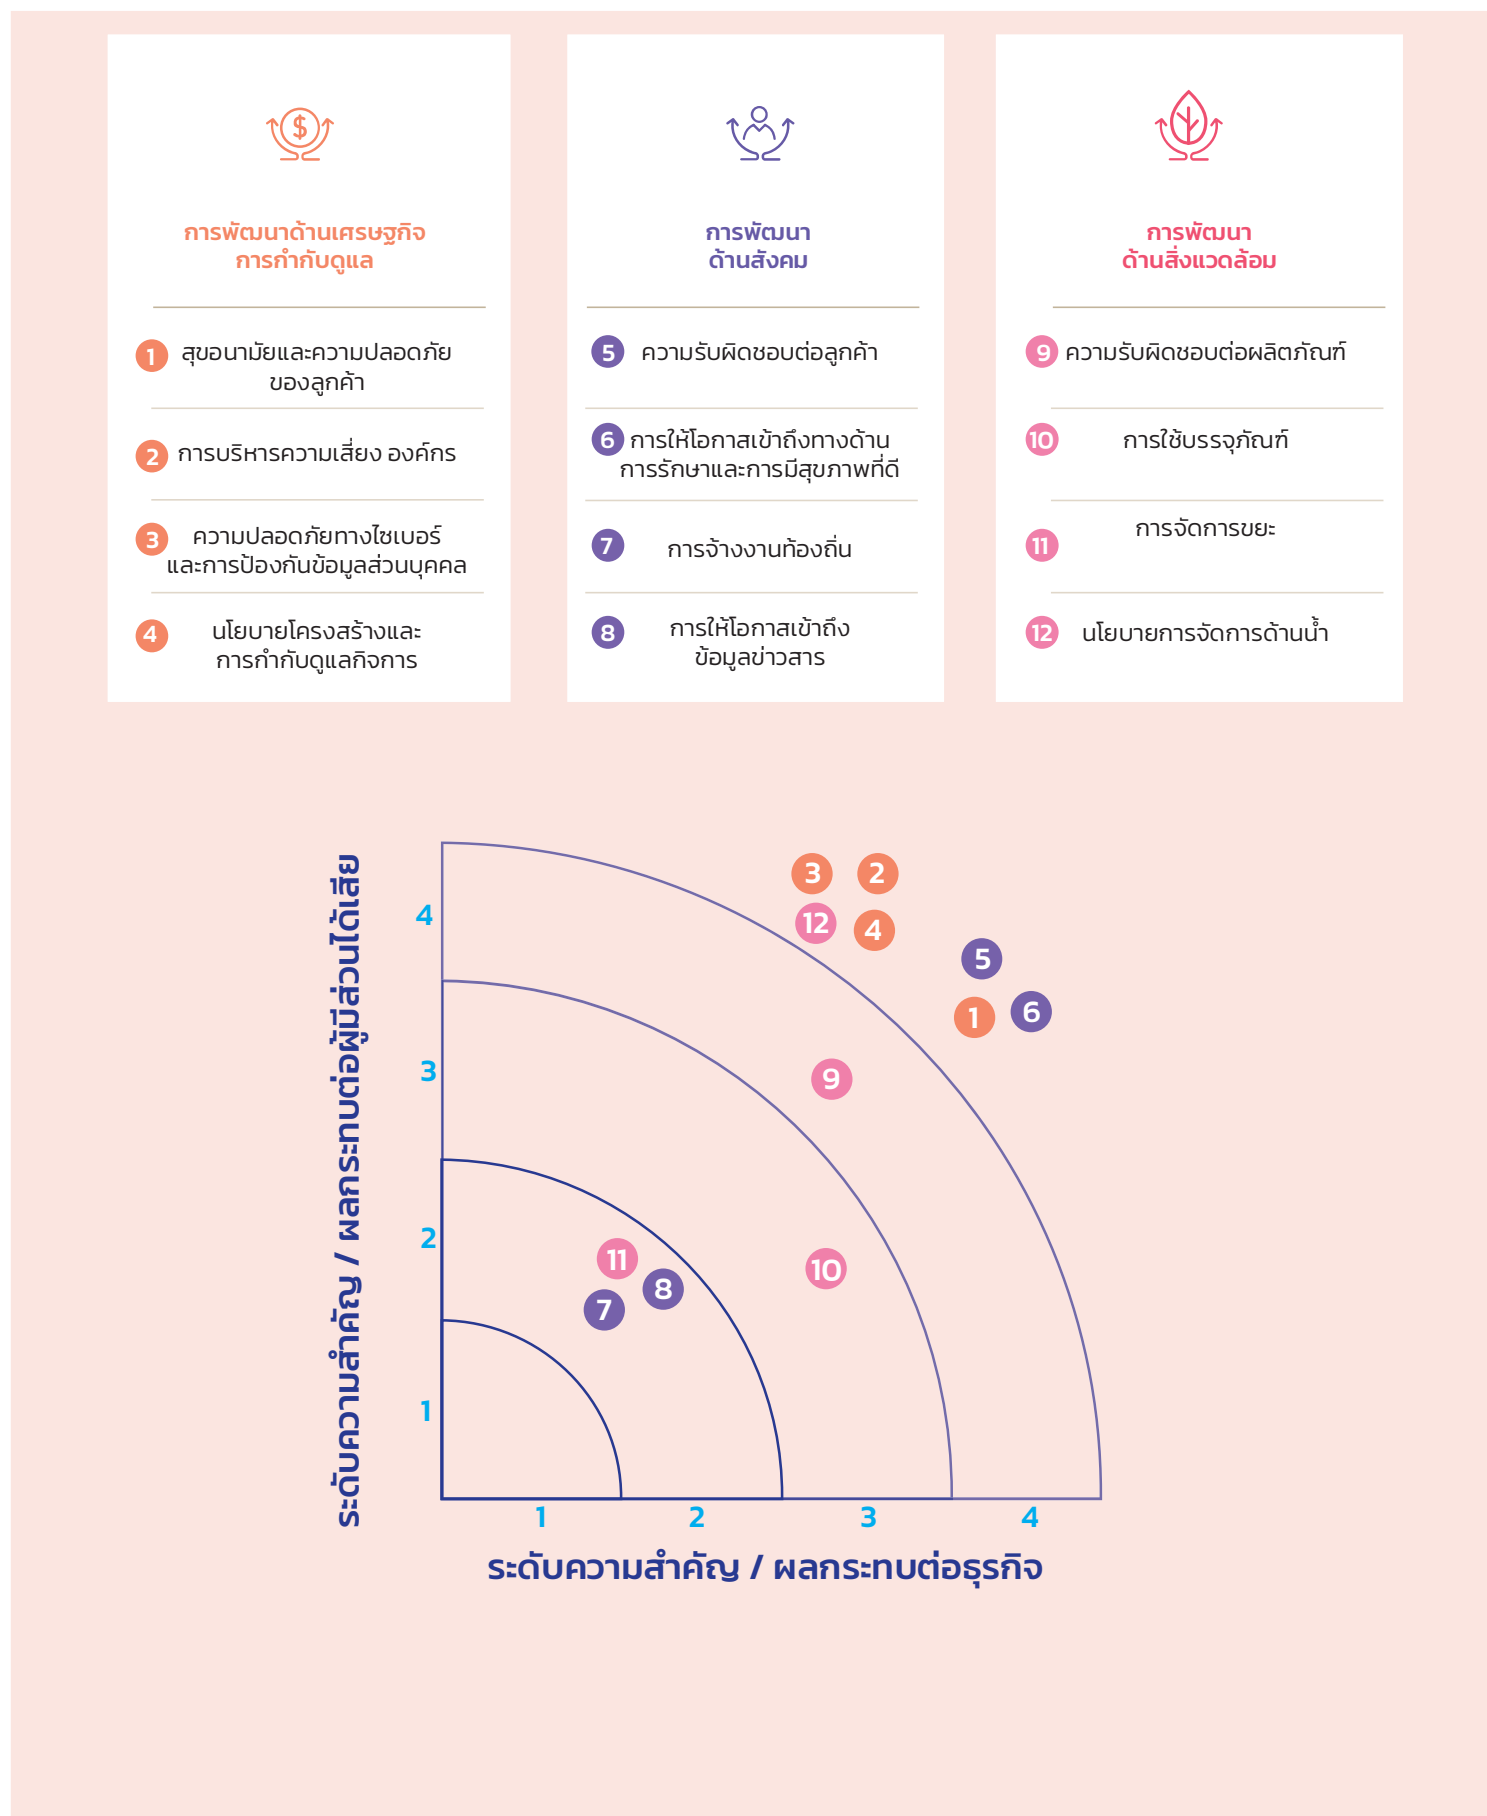 การพัฒนาด้านเศรษฐกิจ
การกำกับดูแล
1 สุขอนามัยและความปลอดภัย
ของลูกค้า
2 การบริหารความเสี่ยง องค์กร
3 ความปลอดภัยทางไซเบอร์
และการป้องกันข้อมูลส่วนบุคคล
4 นโยบายโครงสร้างและ
การกำกับดูแลกิจการ
การพัฒนา
ด้านสังคม
5 ความรับผิดชอบต่อลูกค้า
6 การให้โอกาสเข้าถึงทางด้าน
การรักษาและการมีสุขภาพที่ดี
7 การจ้างงานท้องถิ่น
8 การให้โอกาสเข้าถึง
ข้อมูลข่าวสาร
การพัฒนา
ด้านสิ่งแวดล้อม
9 ความรับผิดชอบต่อผลิตภัณฑ์
10 การใช้บรรจุภัณฑ์
11 การจัดการขยะ
12 นโยบายการจัดการด้านน้ำ
ระดับความสำคัญ / ผลกระทบต่อผู้มีส่วนได้เสีย
4
3
2
1
3 2
12 4
5
1 6
9
11
10
8
7
1 2 3 4
ระดับความสำคัญ / ผลกระทบต่อธุรกิจ